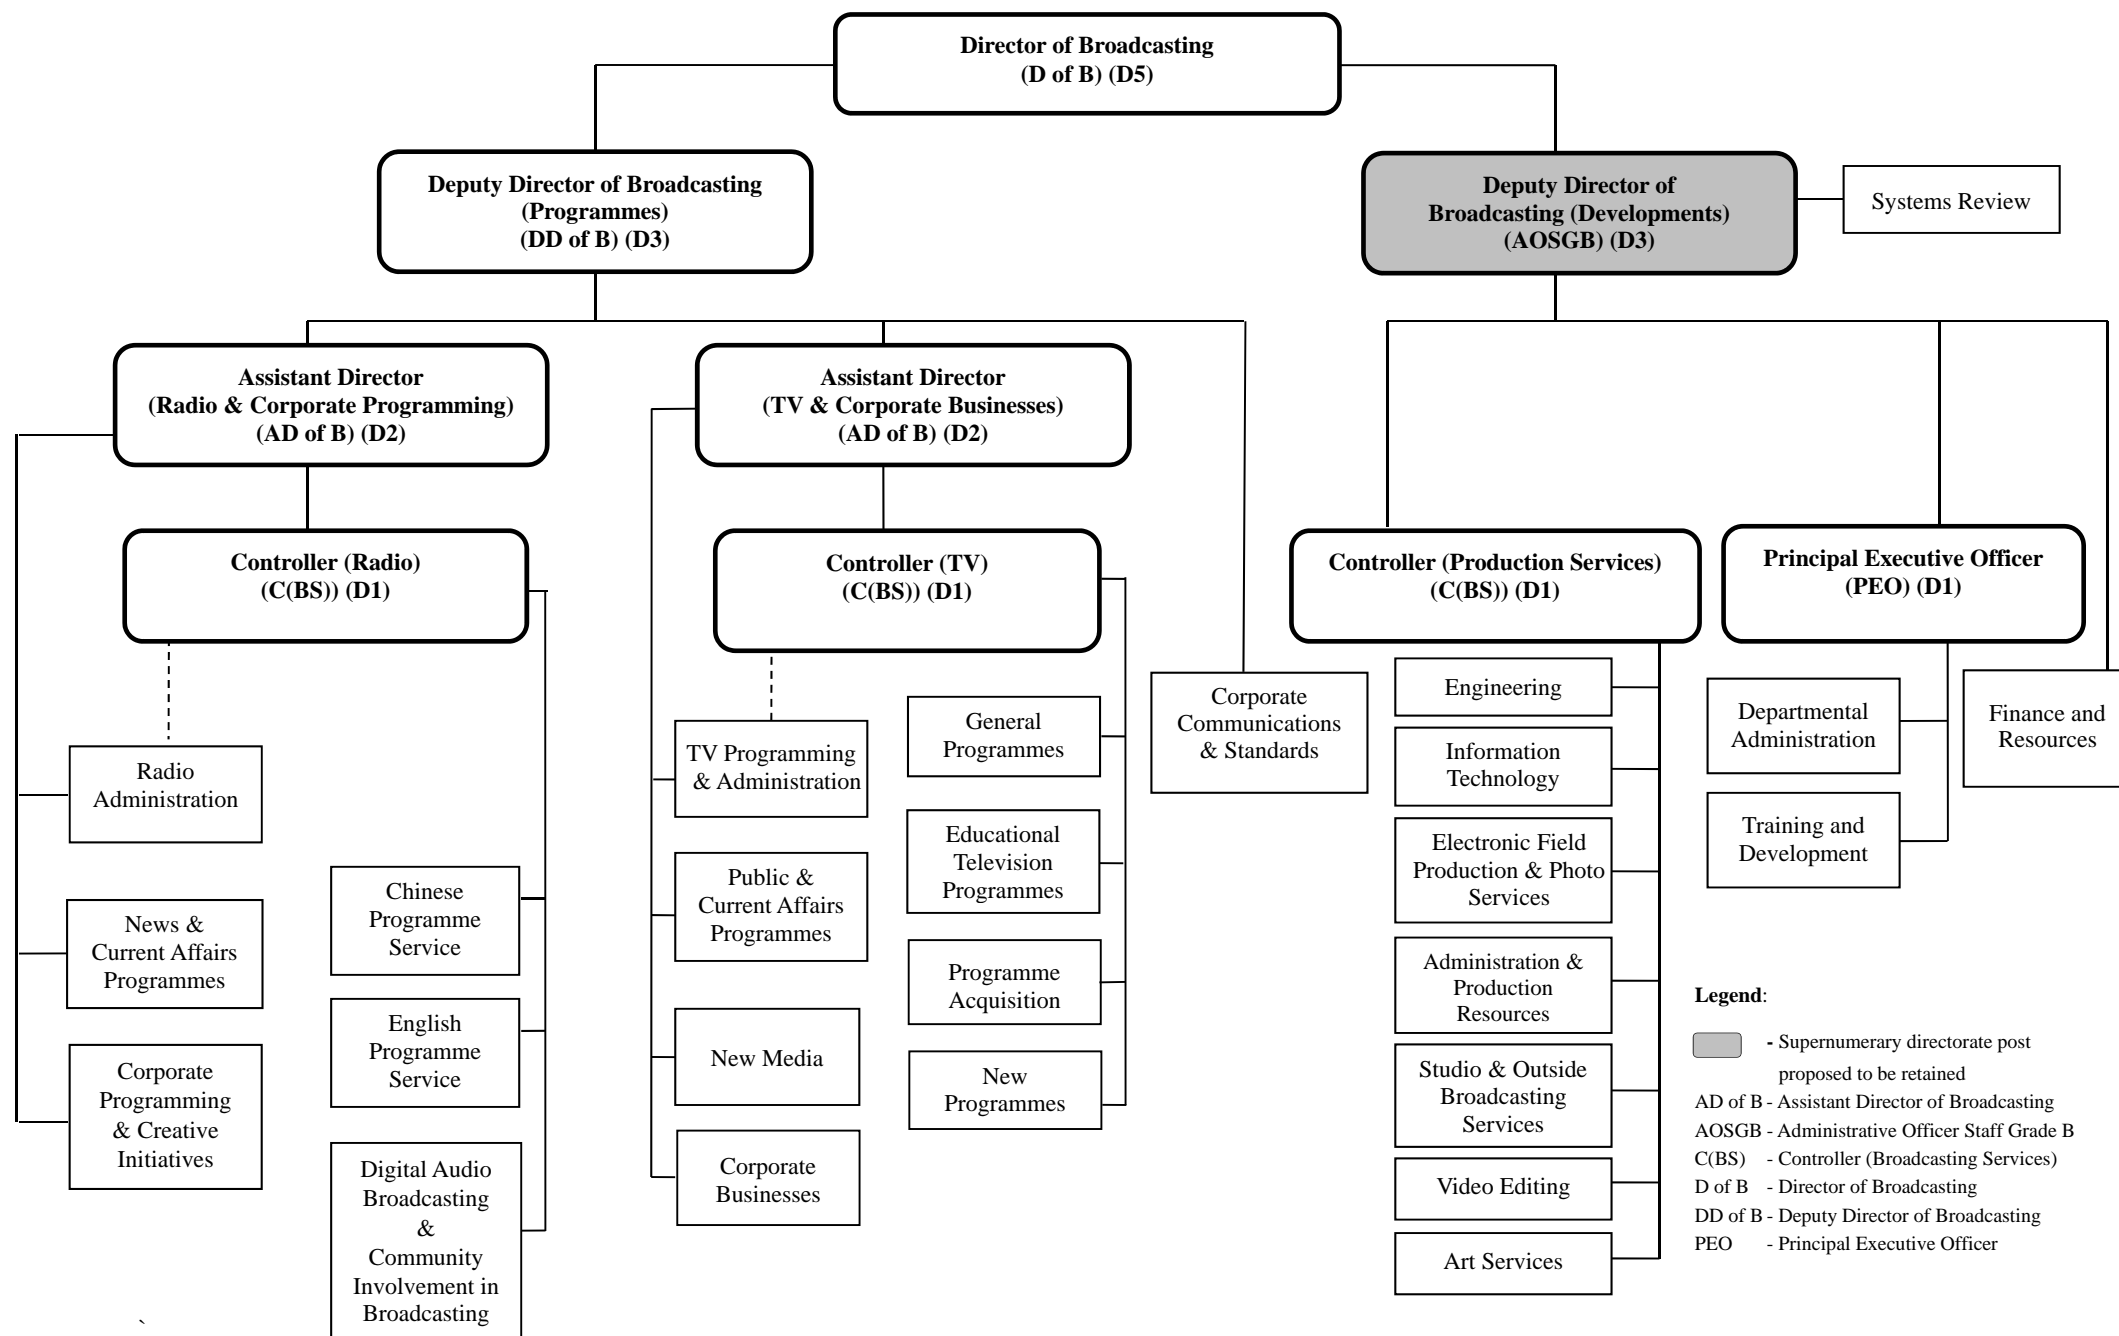 Director of Broadcasting
(D of B) (D5)
Deputy Director of Broadcasting
(Programmes)
(DD of B) (D3)
Deputy Director of
Broadcasting (Developments)
(AOSGB) (D3)
Systems Review
Assistant Director
(Radio & Corporate Programming)
(AD of B) (D2)
Assistant Director
(TV & Corporate Businesses)
(AD of B) (D2)
Controller (Radio)
(C(BS)) (D1)
Controller (TV)
(C(BS)) (D1)
Controller (Production Services)
(C(BS)) (D1)
Principal Executive Officer
(PEO) (D1)
Radio
Administration
News &
Current Affairs
Programmes
Corporate
Programming
& Creative
Initiatives
Chinese
Programme
Service
English
Programme
Service
Digital Audio
Broadcasting
&
Community
Involvement in
Broadcasting
TV Programming
& Administration
Public &
Current Affairs
Programmes
New Media
Corporate
Businesses
General
Programmes
Educational
Television
Programmes
Programme
Acquisition
New
Programmes
Corporate
Communications
& Standards
Engineering
Information
Technology
Electronic Field
Production & Photo
Services
Administration &
Production
Resources
Studio & Outside
Broadcasting
Services
Video Editing
Art Services
Departmental
Administration
Training and
Development
Finance and
Resources
Legend:
- Supernumerary directorate post
proposed to be retained
AD of B - Assistant Director of Broadcasting
AOSGB - Administrative Officer Staff Grade B
C(BS) - Controller (Broadcasting Services)
D of B - Director of Broadcasting
DD of B - Deputy Director of Broadcasting
PEO - Principal Executive Officer
`